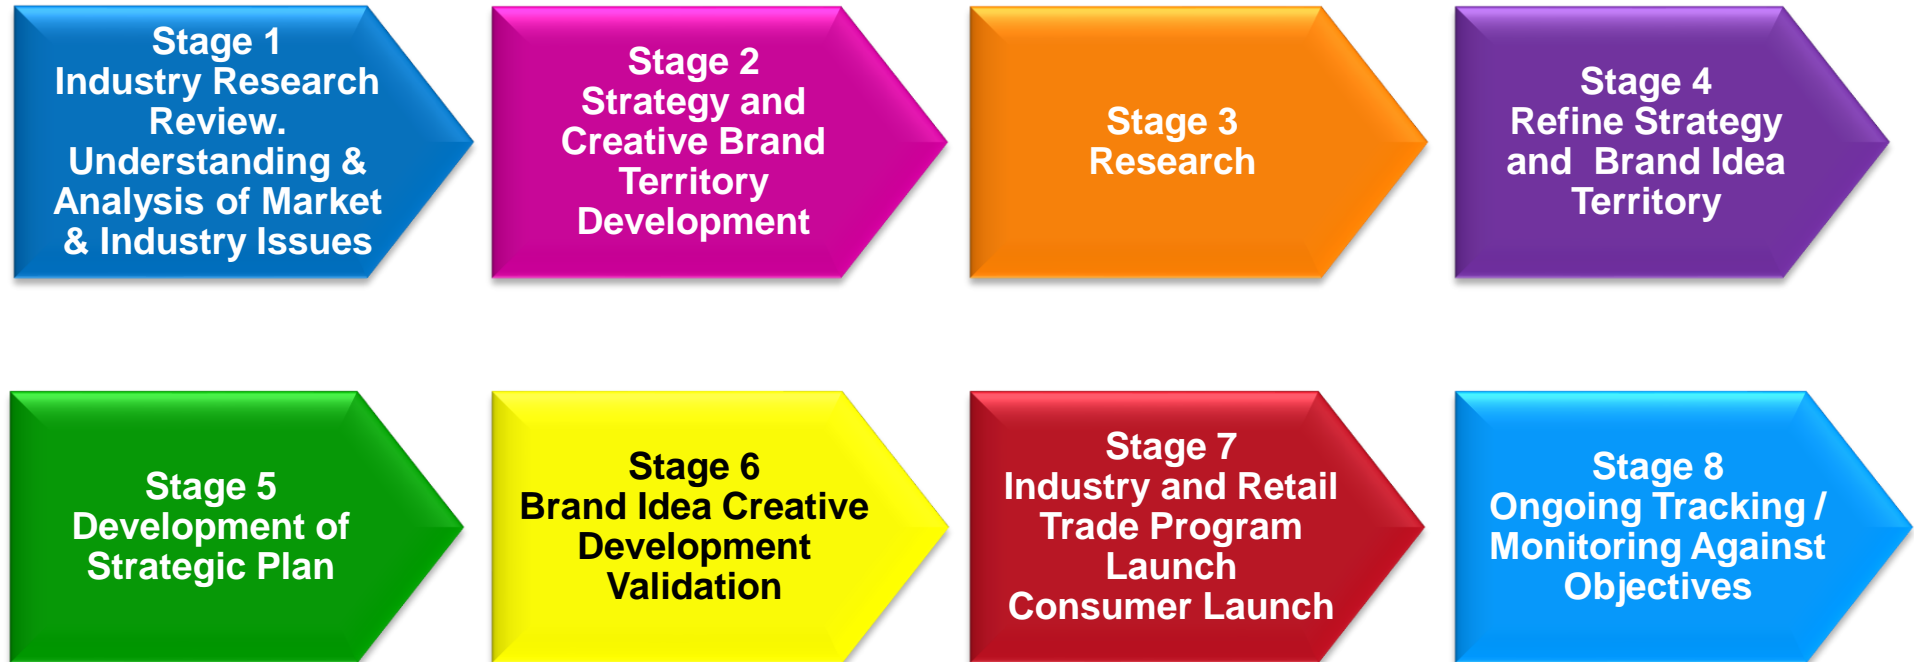 Stage 1
Industry Research
Review.
Understanding &
Analysis of Market
& Industry Issues
Stage 2
Strategy and
Creative Brand
Territory
Development
Stage 3
Research
Stage 4
Refine Strategy
and Brand Idea
Territory
Stage 5
Development of
Strategic Plan
Stage 6
Brand Idea Creative
Development
Validation
Stage 7
Industry and Retail
Trade Program
Launch
Consumer Launch
Stage 8
Ongoing Tracking /
Monitoring Against
Objectives